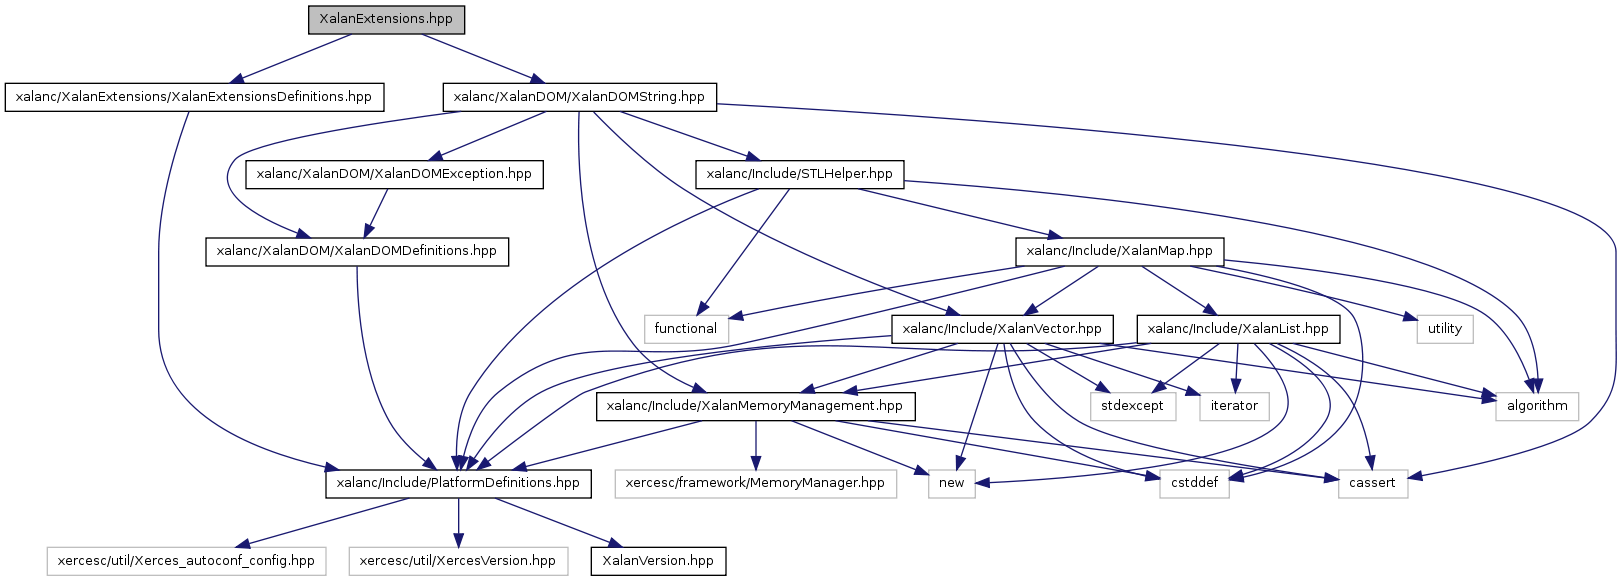 XalanExtensions.hpp
xalanc/XalanExtensions/XalanExtensionsDefinitions.hpp
xalanc/XalanDOM/XalanDOMString.hpp
xalanc/XalanDOM/XalanDOMException.hpp
xalanc/Include/STLHelper.hpp
xalanc/XalanDOM/XalanDOMDefinitions.hpp
xalanc/Include/XalanMap.hpp
functional
xalanc/Include/XalanVector.hpp
xalanc/Include/XalanList.hpp
utility
xalanc/Include/XalanMemoryManagement.hpp
stdexcept
iterator
algorithm
xalanc/Include/PlatformDefinitions.hpp
xercesc/framework/MemoryManager.hpp
new
cstddef
cassert
xercesc/util/Xerces_autoconf_config.hpp
xercesc/util/XercesVersion.hpp
XalanVersion.hpp